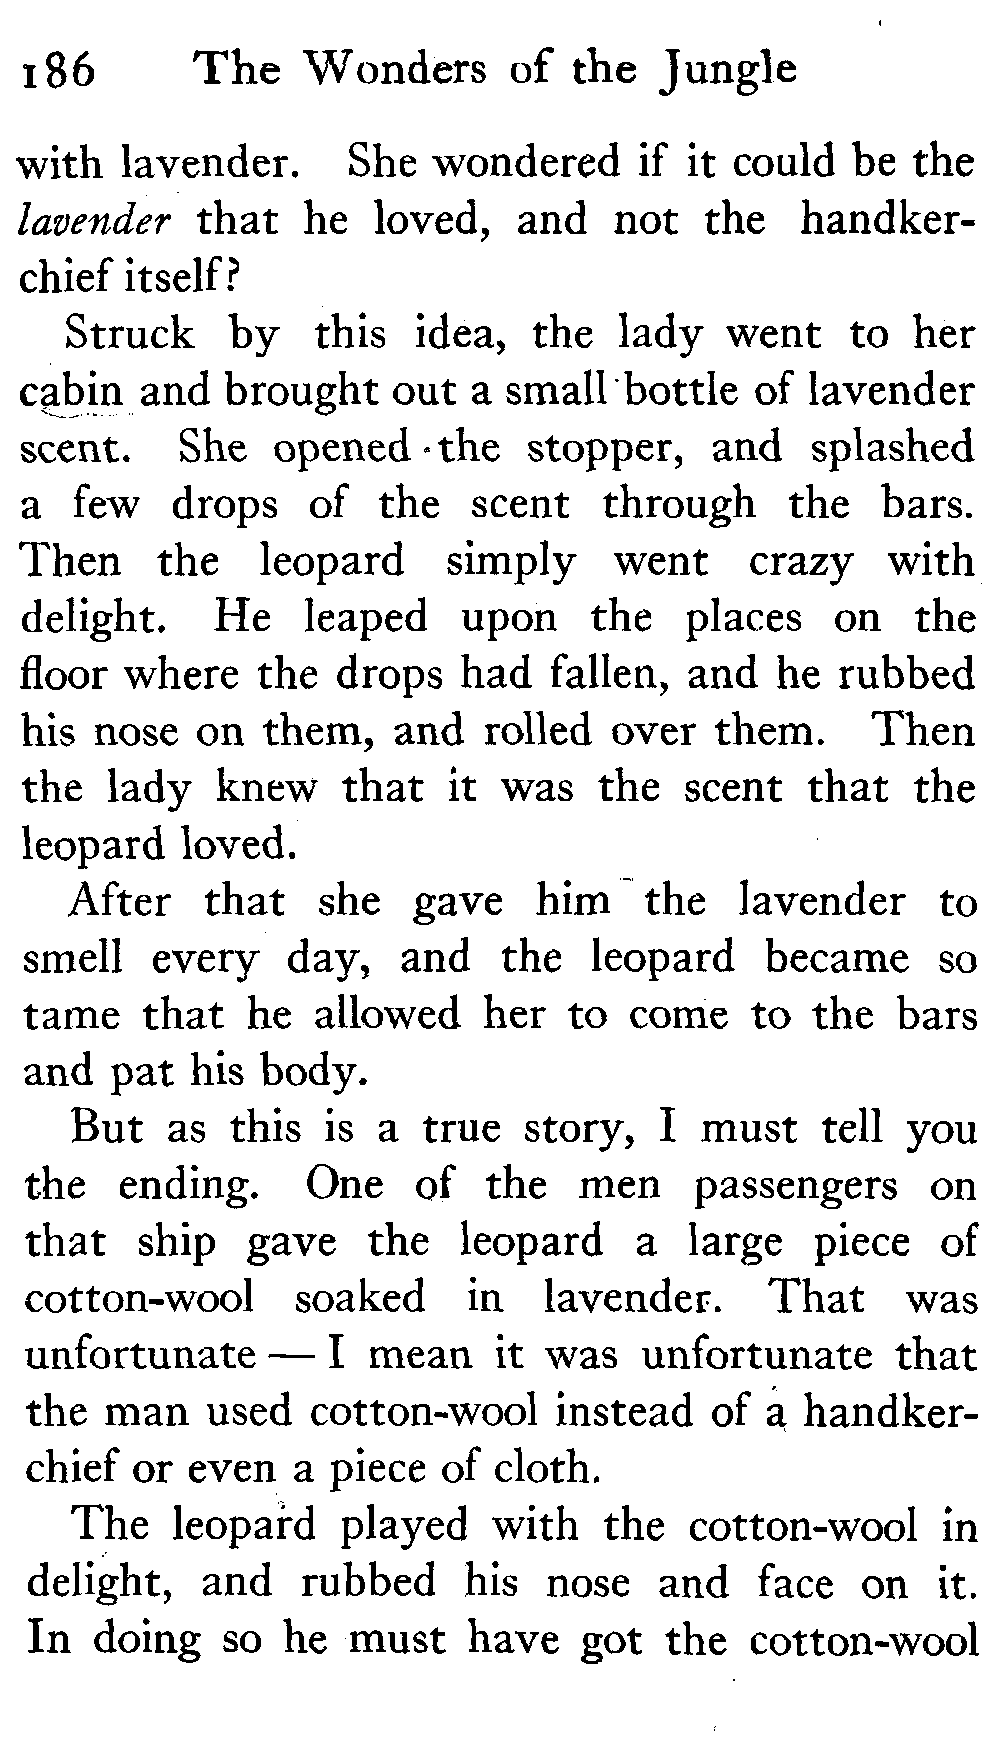 186 The Wonders of the Jungle
with lavender. She wondered if it could be the
lavender that he loved, and not the handker-
chief itself?
Struck by this idea, the lady went to her
cabin and brought out a small bottle of lavender
scent. She opened the stopper, and splashed
a few drops of the scent through the bars.
Then the leopard simply went crazy with
delight. He leaped upon the places on the
floor where the drops had fallen, and he rubbed
his nose on them, and rolled over them. Then
the lady knew that it was the scent that the
leopard loved.
After that she gave him the lavender to
smell every day, and the leopard became so
tame that he allowed her to come to the bars
and pat his body.
But as this is a true story, I must tell you
the ending. One of the men passengers on
that ship gave the leopard a large piece of
cotton-wool soaked in lavender. That was
unfortunate — I mean it was unfortunate that
the man used cotton-wool instead of a handker-
chief or even a piece of cloth.
The leopard played with the cotton-wool in
delight, and rubbed his nose and face on it.
In doing so he must have got the cotton-wool